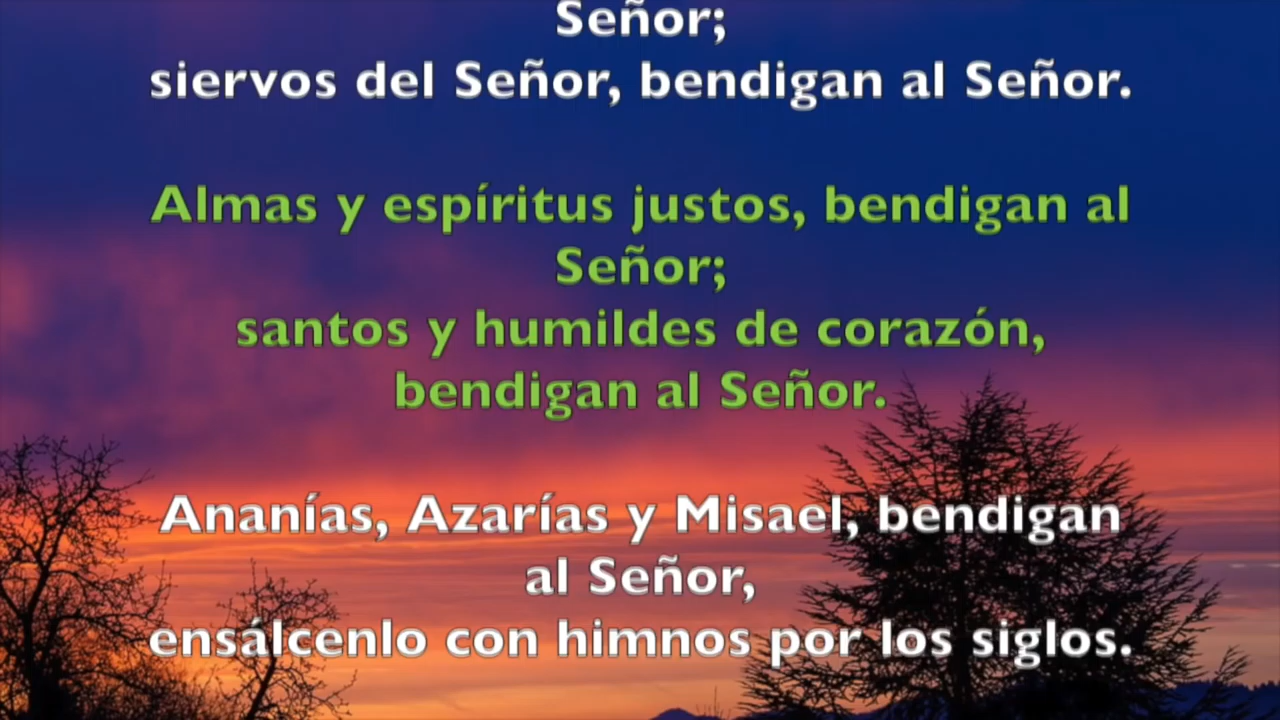 Señor;
siervos del Señor, bendigan al Señor.
Almas y espíritus justos, bendigan al
Señor;
santos y humildes de corazón,
bendigan al Señor.
Ananías, Azarías y Misael, bendigan
al Señor,
ensálcenlo con himnos por los siglos.